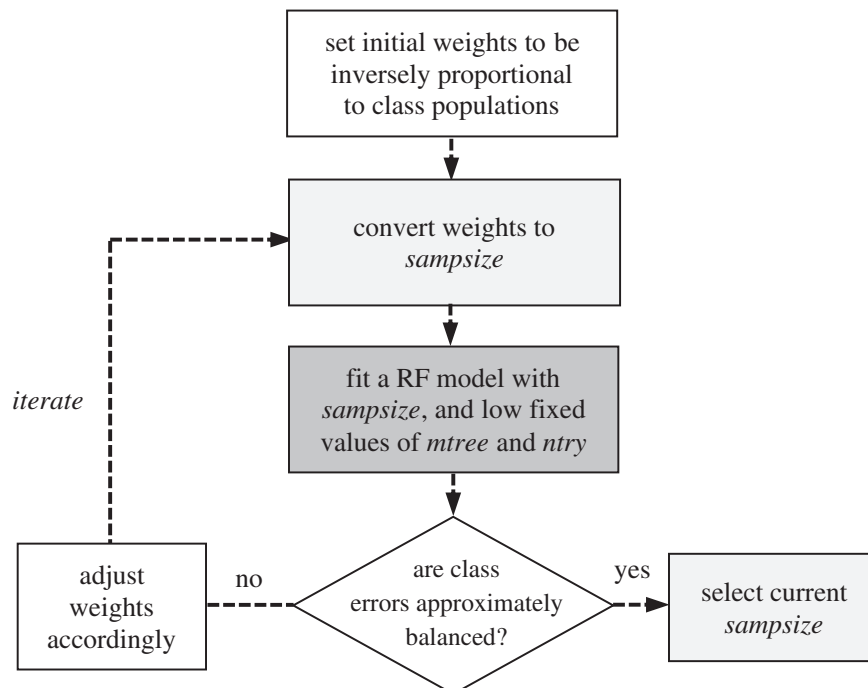 set initial weights to be
inversely proportional
to class populations
convert weights to
sampsize
fit a RF model with
sampsize, and low fixed
values of mtree and ntry
iterate
are class
errors approximately
balanced?
no
yes
adjust
weights
accordingly
select current
sampsize